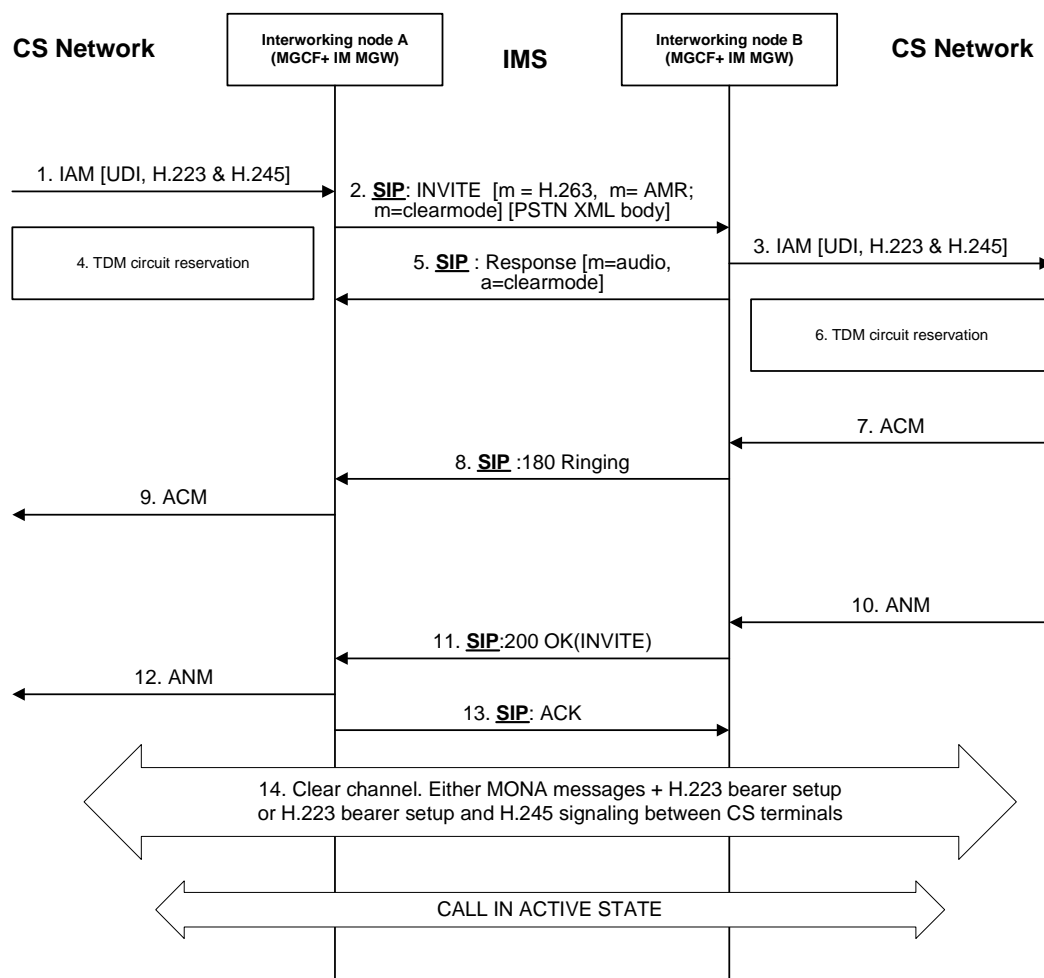 CS Network
Interworking node A
(MGCF+ IM MGW)
IMS
Interworking node B
(MGCF+ IM MGW)
CS Network
1. IAM [UDI, H.223 & H.245]
2. SIP: INVITE [m = H.263, m= AMR;
m=clearmode] [PSTN XML body]
3. IAM [UDI, H.223 & H.245]
4. TDM circuit reservation
5. SIP : Response [m=audio,
a=clearmode]
6. TDM circuit reservation
7. ACM
8. SIP :180 Ringing
9. ACM
10. ANM
11. SIP:200 OK(INVITE)
12. ANM
13. SIP: ACK
14. Clear channel. Either MONA messages + H.223 bearer setup
or H.223 bearer setup and H.245 signaling between CS terminals
CALL IN ACTIVE STATE